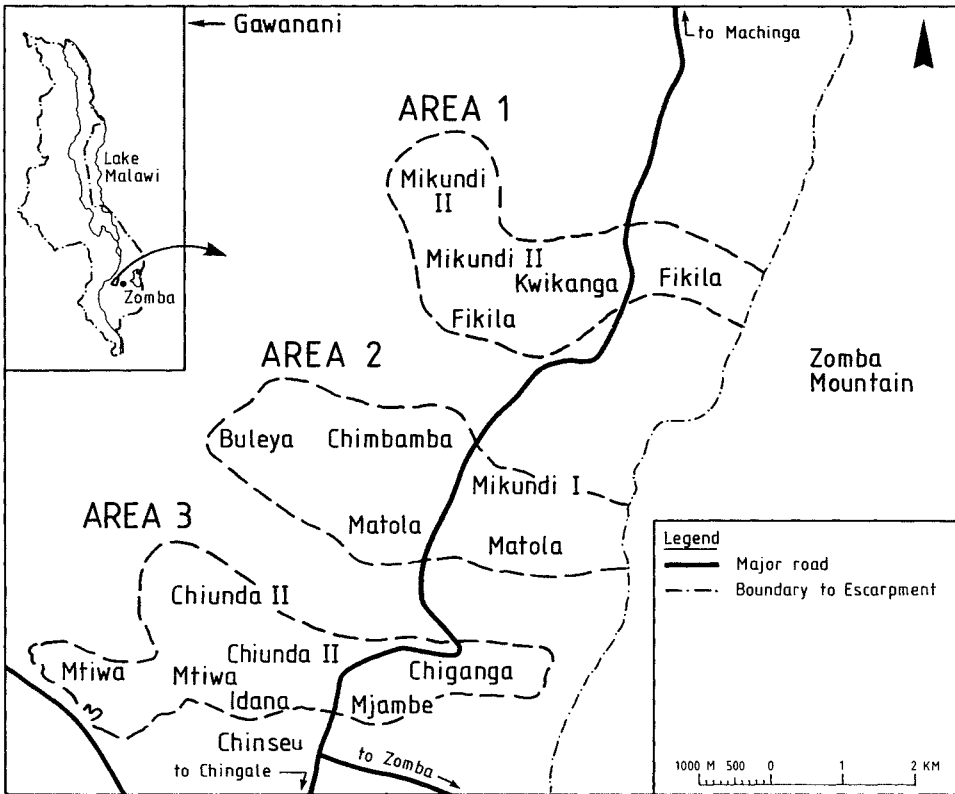 Gawanani
to Machinga
AREA 1
Lake
Malawi
Mikundi
II
Mikundi II
Kwikanga
Fikila
Fikila
Zomba
AREA 2
Zomba
Mountain
Buleya
Chimbamba
Mikundi I
AREA 3
Matola
Matola
Chiunda II
Chiunda II
Mtiwa
Mtiwa
Chiganga
Idana
Mjambe
Chinseu
to Zomba
to Chingale
Legend
Major road
Boundary to Escarpment
1000 M 500 0 1 2 KM